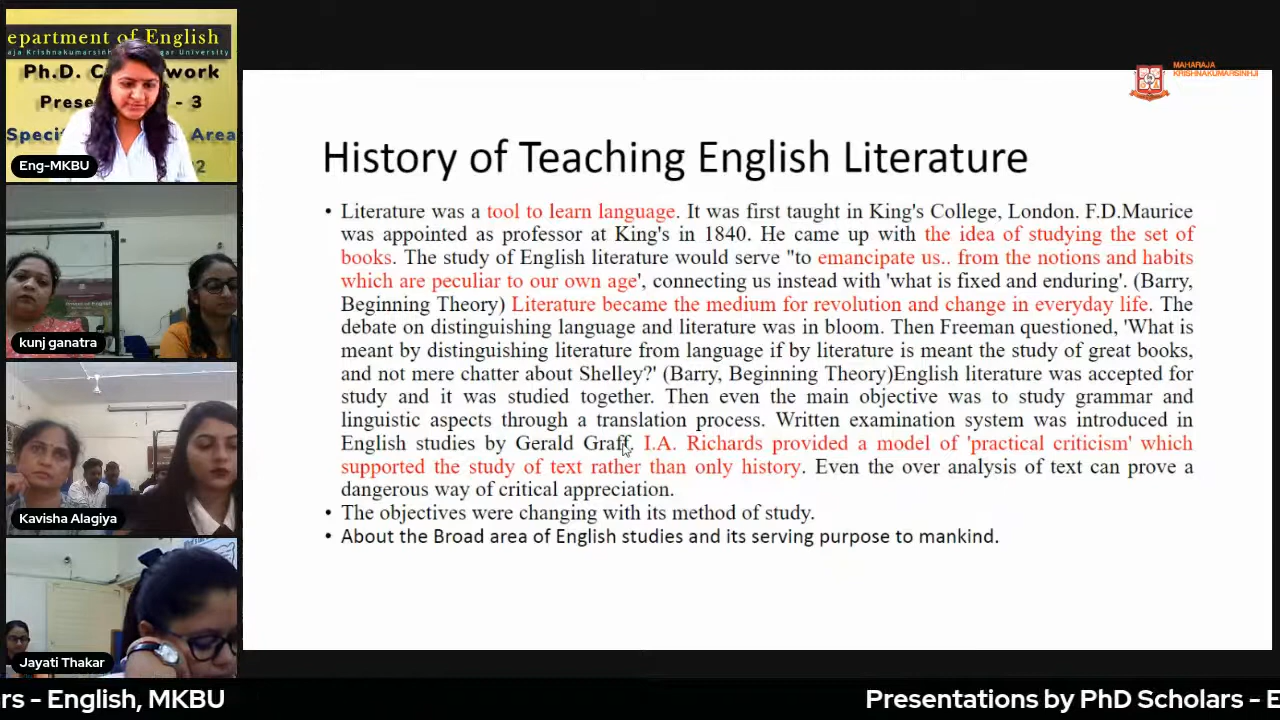 epartment of English
aja Krishnakumarsinh gar University
Ph.D. C work
Prese - 3
Speci Area
2
Eng-MKBU
kunj ganatra
Kavisha Alagiya
Jayati Thakar
MAHARAJA
KRISHNAKUMARSINHJI
History of Teaching English Literature
• Literature was a tool to learn language. It was first taught in King's College, London. F.D.Maurice
was appointed as professor at King's in 1840. He came up with the idea of studying the set of
books. The study of English literature would serve "to emancipate us.. from the notions and habits
which are peculiar to our own age', connecting us instead with 'what is fixed and enduring'. (Barry,
Beginning Theory) Literature became the medium for revolution and change in everyday life. The
debate on distinguishing language and literature was in bloom. Then Freeman questioned, 'What is
meant by distinguishing literature from language if by literature is meant the study of great books,
and not mere chatter about Shelley?' (Barry, Beginning Theory)English literature was accepted for
study and it was studied together. Then even the main objective was to study grammar and
linguistic aspects through a translation process. Written examination system was introduced in
English studies by Gerald Graff. I.A. Richards provided a model of 'practical criticism' which
supported the study of text rather than only history. Even the over analysis of text can prove a
dangerous way of critical appreciation.
• The objectives were changing with its method of study.
• About the Broad area of English studies and its serving purpose to mankind.
rs - English, MKBU
Presentations by PhD Scholars - E